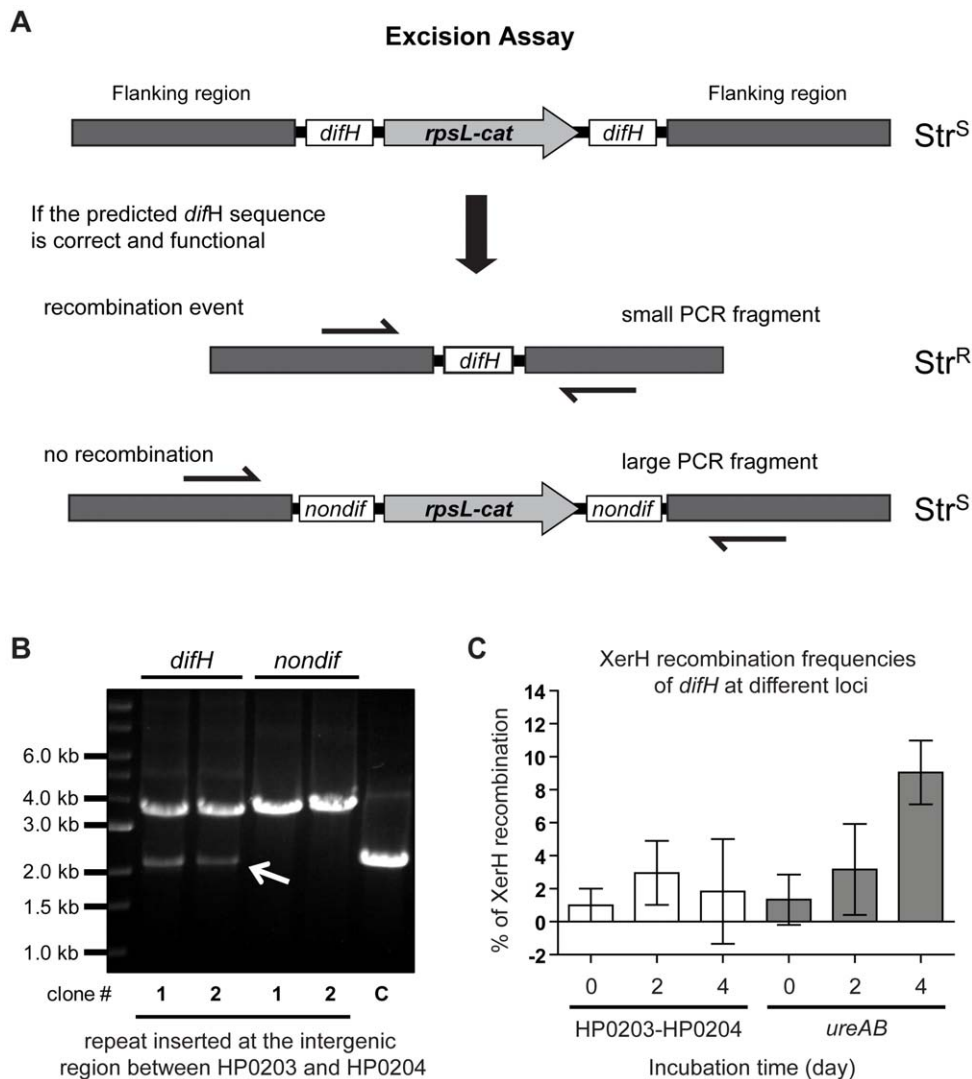 A
Excision Assay
Flanking region
Flanking region
difH
rpsL-cat
difH
Str^S
If the predicted difH sequence
is correct and functional
recombination event
small PCR fragment
difH
Str^R
no recombination
large PCR fragment
nondif
rpsL-cat
nondif
Str^S
B
difH
nondif
6.0 kb
4.0 kb
3.0 kb
2.0 kb
1.5 kb
1.0 kb
clone # 1 2 1 2 C
repeat inserted at the intergenic
region between HP0203 and HP0204
C
XerH recombination frequencies
of difH at different loci
% of XerH recombination
14
12
10
8
6
4
2
0
-2
0 2 4 0 2 4
HP0203-HP0204 ureAB
Incubation time (day)